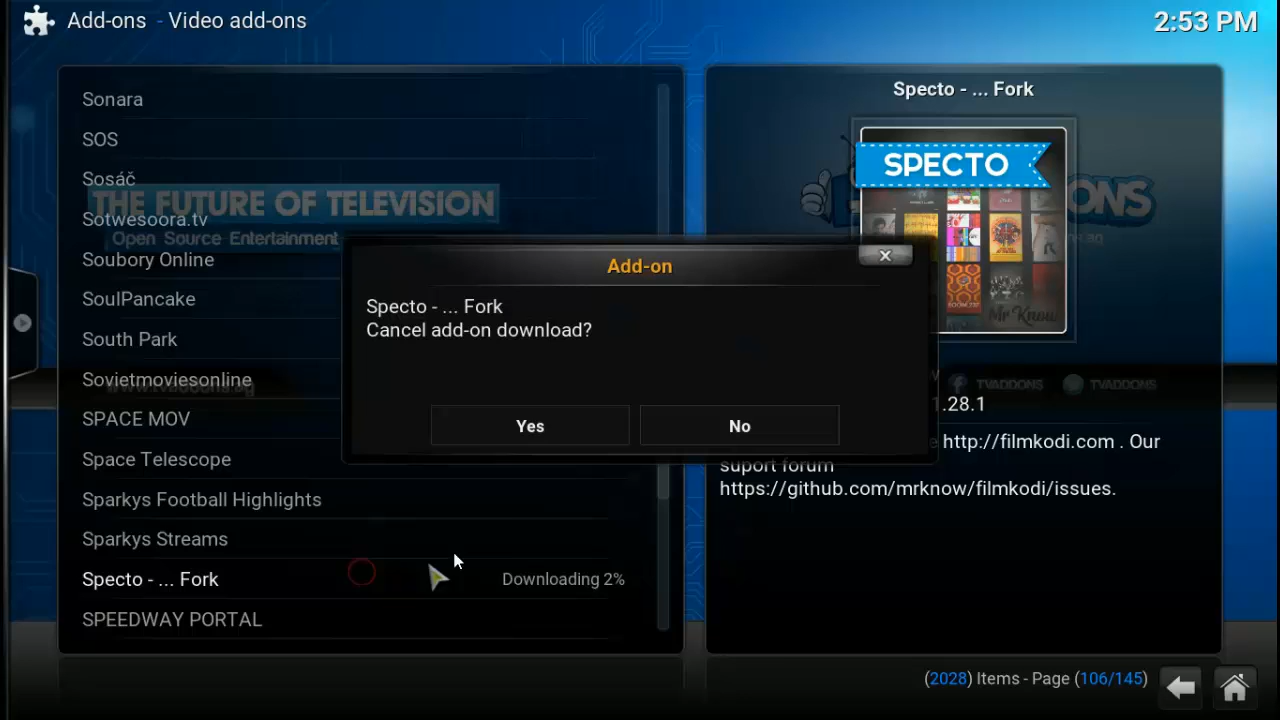 Add-ons - Video add-ons
2:53 PM
Sonara
SOS
Sosáč
THE FUTURE OF TELEVISION
Sotwesoora.tv
Open Source Entertainment
Soubory Online
SoulPancake
South Park
Sovietmoviesonline
SPACE MOV
Space Telescope
Sparkys Football Highlights
Sparkys Streams
Specto - ... Fork
Downloading 2%
SPEEDWAY PORTAL
Add-on
Specto - ... Fork
Cancel add-on download?
Yes
No
Specto - ... Fork
SPECTO
Mr Know
TVADDONS
TVADDONS
1.28.1
http://filmkodi.com . Our
suport forum
https://github.com/mrknow/filmkodi/issues.
(2028) Items - Page (106/145)